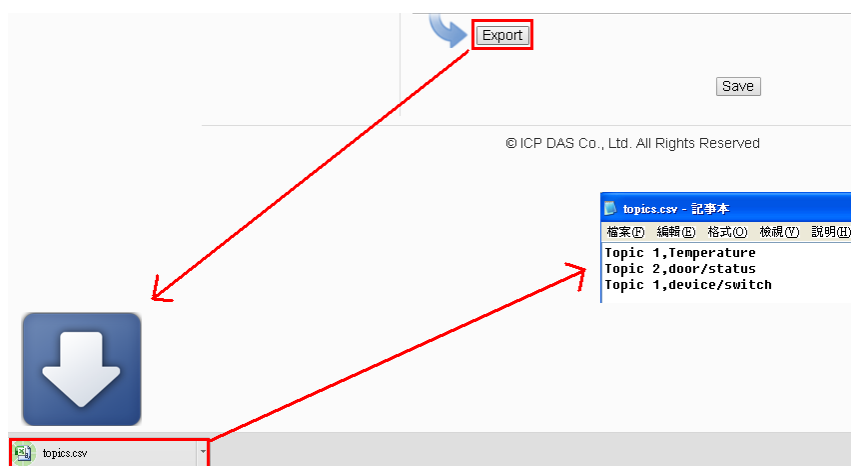 Export
Save
© ICP DAS Co., Ltd. All Rights Reserved
topics.csv - 記事本
檔案(F) 編輯(E) 格式(O) 檢視(V) 說明(H)
Topic 1,Temperature
Topic 2,door/status
Topic 1,device/switch
topics.csv